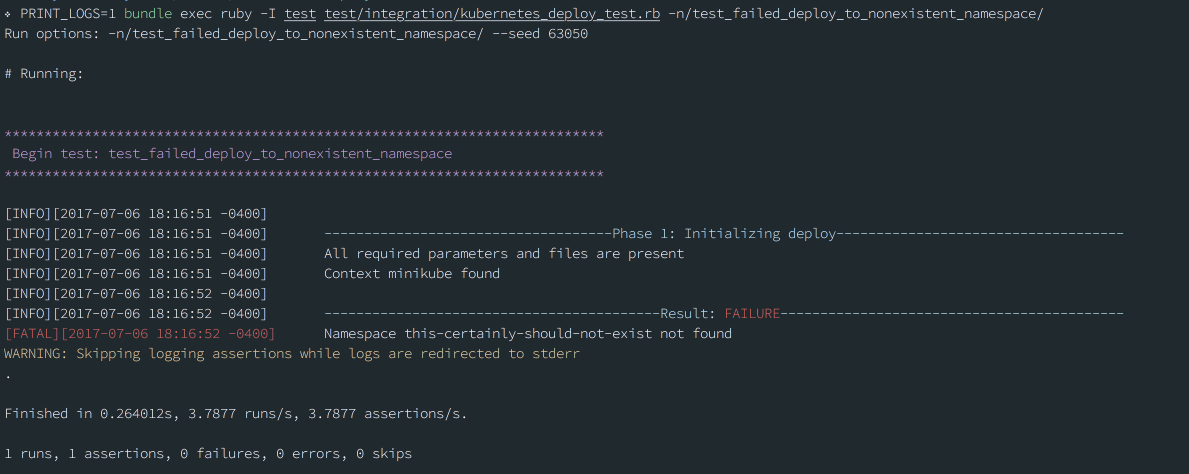 ❖ PRINT_LOGS=1 bundle exec ruby -I test test/integration/kubernetes_deploy_test.rb -n/test_failed_deploy_to_nonexistent_namespace/
Run options: -n/test_failed_deploy_to_nonexistent_namespace/ --seed 63050
# Running:
***************************************************************************
Begin test: test_failed_deploy_to_nonexistent_namespace
***************************************************************************
[INFO][2017-07-06 18:16:51 -0400]
[INFO][2017-07-06 18:16:51 -0400] ------------------------------------Phase 1: Initializing deploy------------------------------------
[INFO][2017-07-06 18:16:51 -0400] All required parameters and files are present
[INFO][2017-07-06 18:16:51 -0400] Context minikube found
[INFO][2017-07-06 18:16:52 -0400]
[INFO][2017-07-06 18:16:52 -0400] ------------------------------------------Result: FAILURE-------------------------------------------
[FATAL][2017-07-06 18:16:52 -0400] Namespace this-certainly-should-not-exist not found
WARNING: Skipping logging assertions while logs are redirected to stderr
.
Finished in 0.264012s, 3.7877 runs/s, 3.7877 assertions/s.
1 runs, 1 assertions, 0 failures, 0 errors, 0 skips